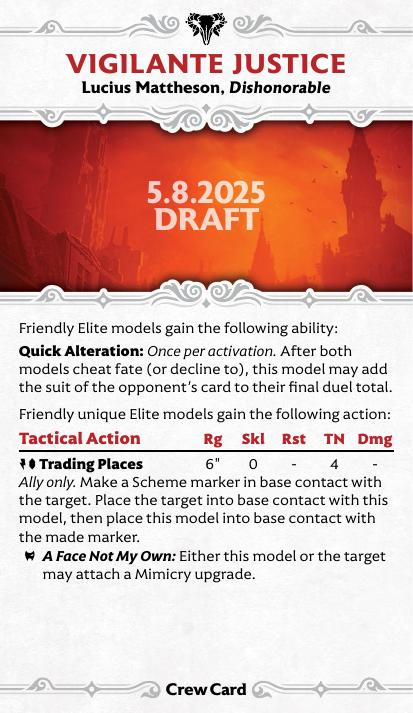 VIGILANTE JUSTICE
Lucius Mattheson, Dishonorable
5.8.2025
DRAFT
Friendly Elite models gain the following ability:
Quick Alteration: Once per activation. After both
models cheat fate (or decline to), this model may add
the suit of the opponent's card to their final duel total.
Friendly unique Elite models gain the following action:
Tactical Action Rg Skl Rst TN Dmg
Trading Places 6" 0 - 4 -
Ally only. Make a Scheme marker in base contact with
the target. Place the target into base contact with this
model, then place this model into base contact with
the made marker.
A Face Not My Own: Either this model or the target
may attach a Mimicry upgrade.
Crew Card